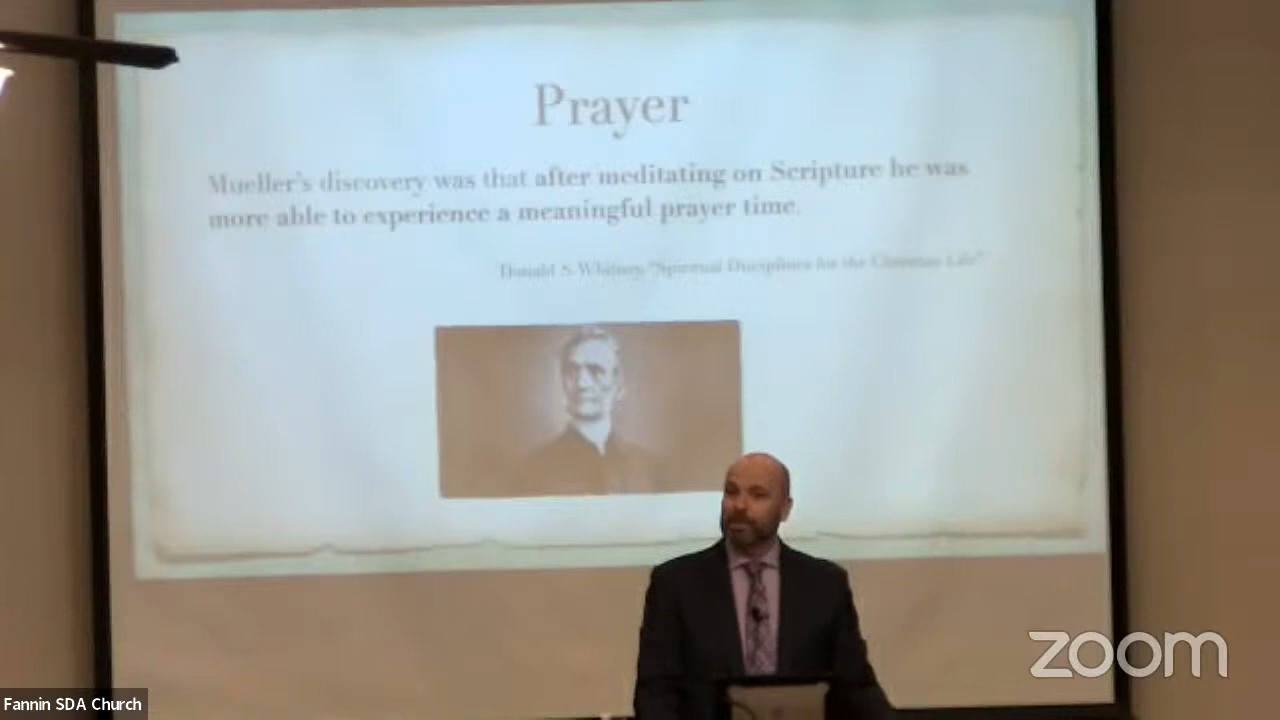 Prayer
Mueller's discovery was that after meditating on Scripture he was
more able to experience a meaningful prayer time.
Donald S. Whitney, "Spiritual Disciplines for the Christian Life"
zoom
Fannin SDA Church